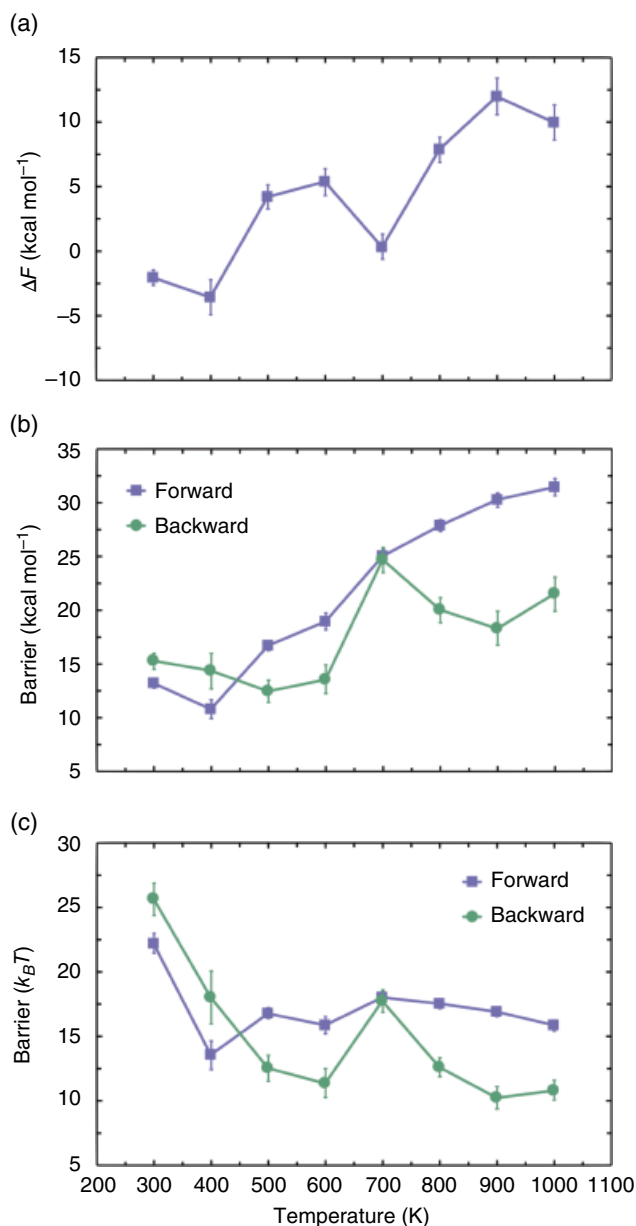 (a)
15
10
5
0
−5
−10
ΔF (kcal mol⁻¹)
(b)
35
30
25
20
15
10
5
Barrier (kcal mol⁻¹)
Forward
Backward
(c)
30
25
20
15
10
5
Barrier (k_BT)
Forward
Backward
200 300 400 500 600 700 800 900 1000 1100
Temperature (K)